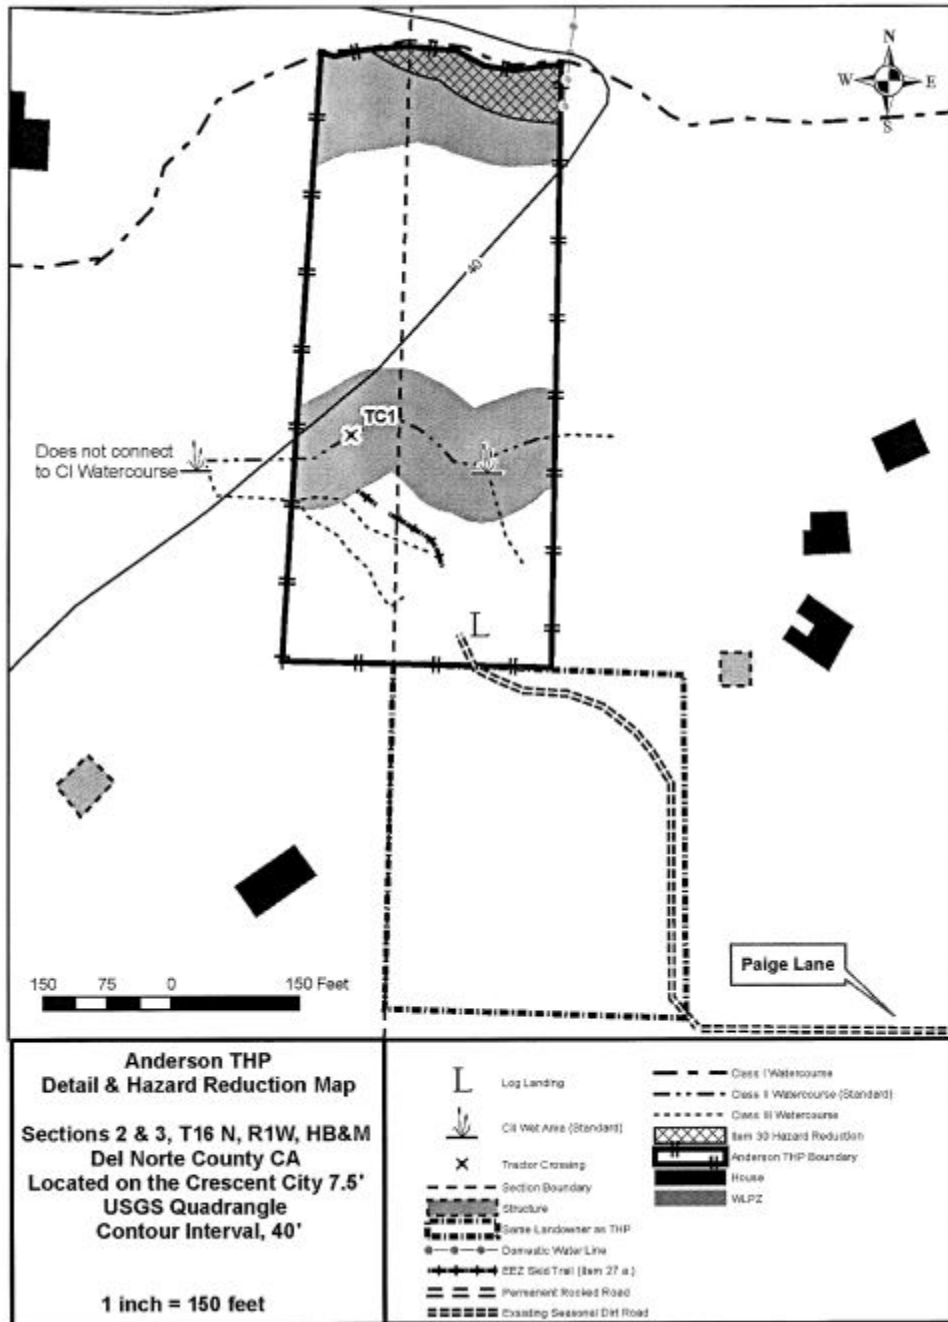 N
W E
S
40
TC1
Does not connect
to CI Watercourse
L
150 75 0 150 Feet
Paige Lane
Anderson THP
Detail & Hazard Reduction Map
Sections 2 & 3, T16 N, R1W, HB&M
Del Norte County CA
Located on the Crescent City 7.5'
USGS Quadrangle
Contour Interval, 40'
1 inch = 150 feet
L Log Landing
CII Wet Area (Standard)
Tractor Crossing
Section Boundary
Structure
Same Landowner as THP
Domestic Water Line
EEZ Skid Trail (Item 27 a.)
Permanent Rocked Road
Existing Seasonal Dirt Road
Class I Watercourse
Class II Watercourse (Standard)
Class III Watercourse
Item 30 Hazard Reduction
Anderson THP Boundary
House
WLPZ